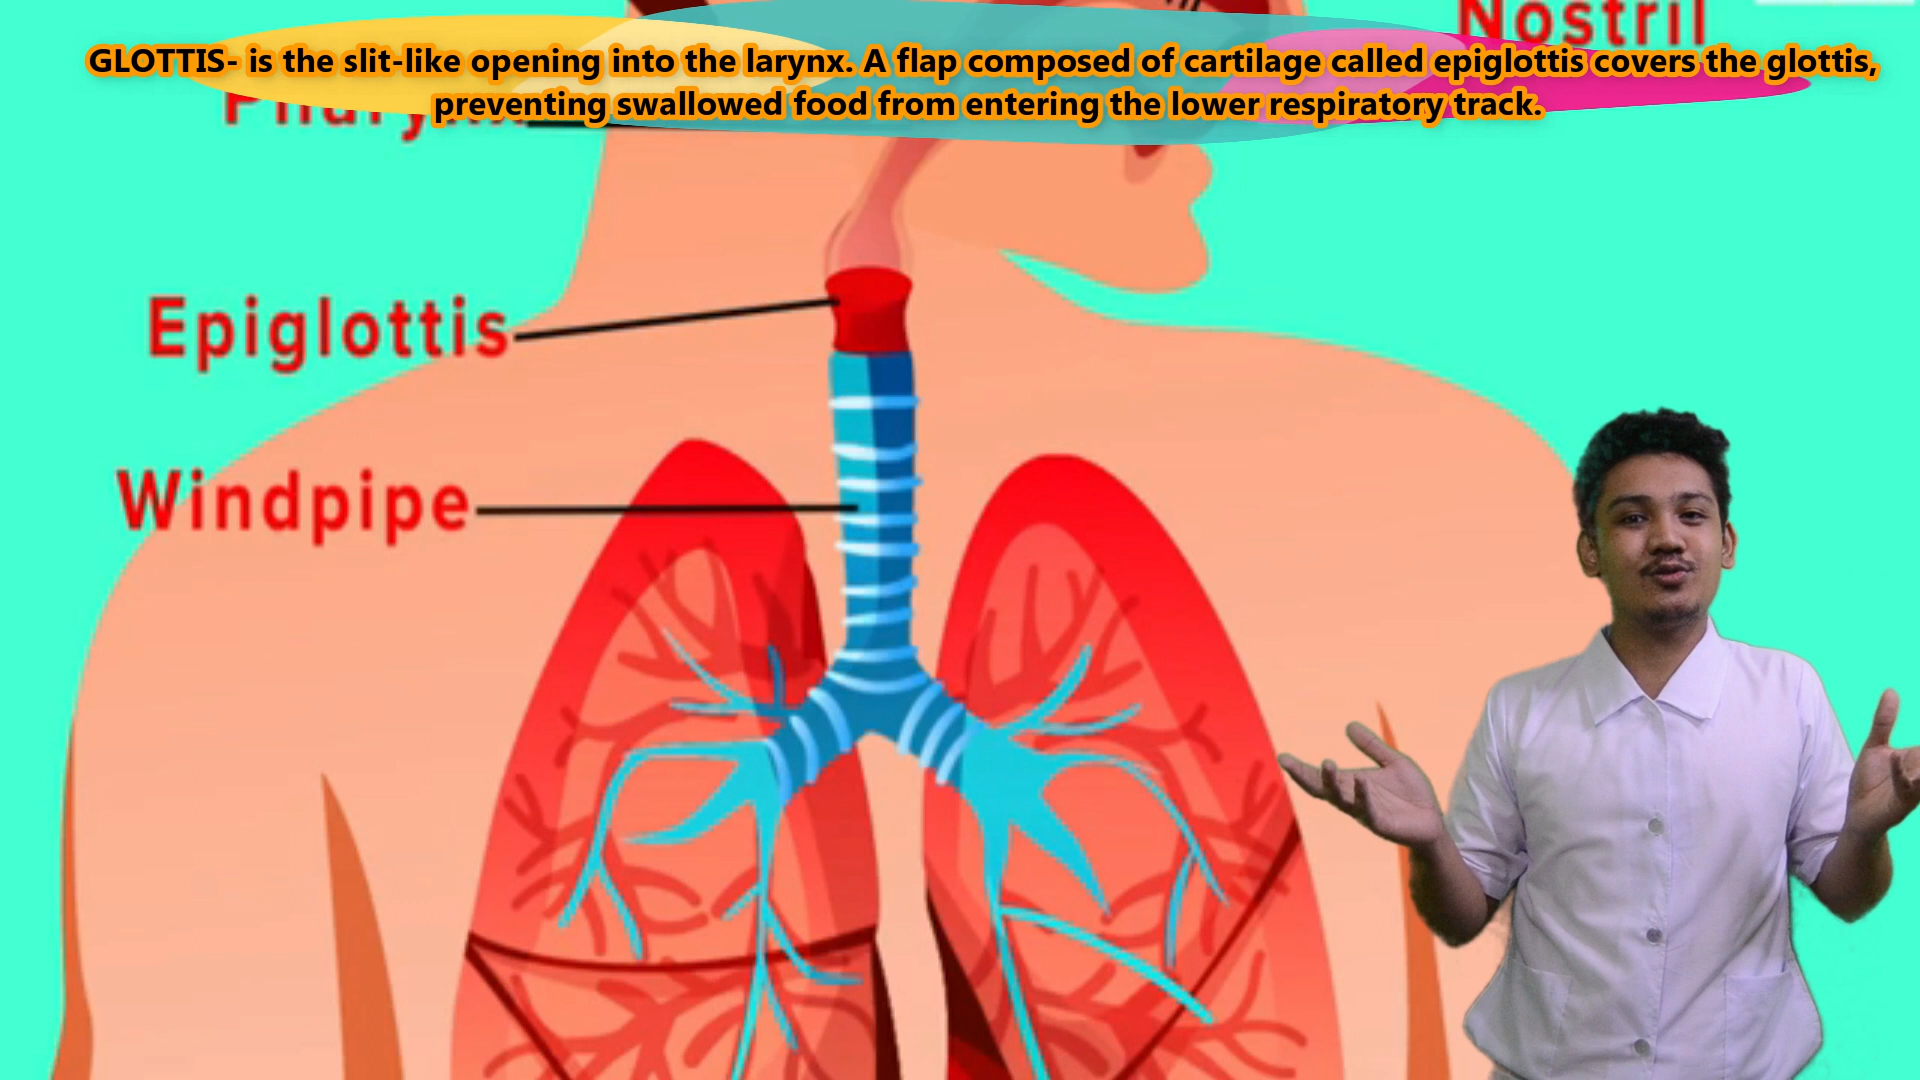 Nostril
GLOTTIS- is the slit-like opening into the larynx. A flap composed of cartilage called epiglottis covers the glottis,
preventing swallowed food from entering the lower respiratory track.
Epiglottis
Windpipe